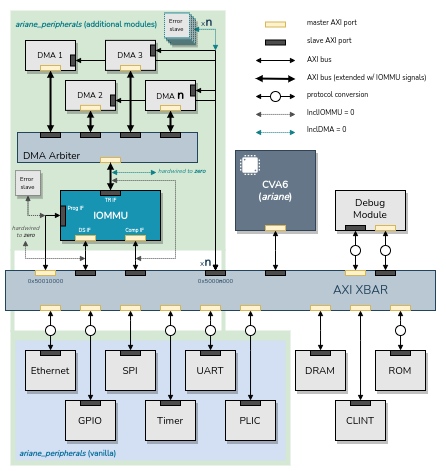 ariane_peripherals (additional modules)
Error
slave
xn
DMA 1
DMA 3
DMA 2
DMA n
DMA Arbiter
hardwired to zero
Error
slave
TR IF
Prog IF
IOMMU
DS IF
Comp IF
hardwired
to zero
xn
0x50010000
0x5000n000
master AXI port
slave AXI port
AXI bus
AXI bus (extended w/ IOMMU signals)
protocol conversion
InclIOMMU = 0
InclDMA = 0
CVA6
(ariane)
Debug
Module
AXI XBAR
Ethernet
SPI
UART
DRAM
ROM
GPIO
Timer
PLIC
CLINT
ariane_peripherals (vanilla)